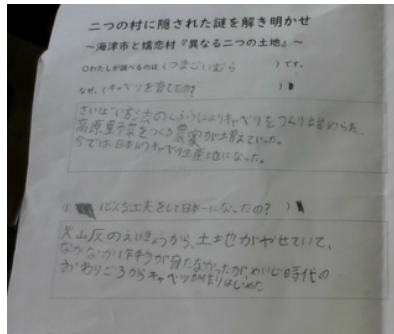 二つの村に隠された謎を解き明かせ
～海津市と嬬恋村『異なる二つの土地』～
○わたしが調べるのは（つまごいむら）です。
なぜ、（キャベツを育てたの？）
さいばい方法のくふうによりキャベツをつくり始められ、
高原野菜をつくる農家が増えていった。
今では日本一のキャベツ生産地になった。
（どんな工夫をして日本一になったの？）
火山灰のえいきょうから、土地がやせていて、
なかなか作物が育たなかったが、めいじ時代の
おわりごろからキャベツが作りはじめた